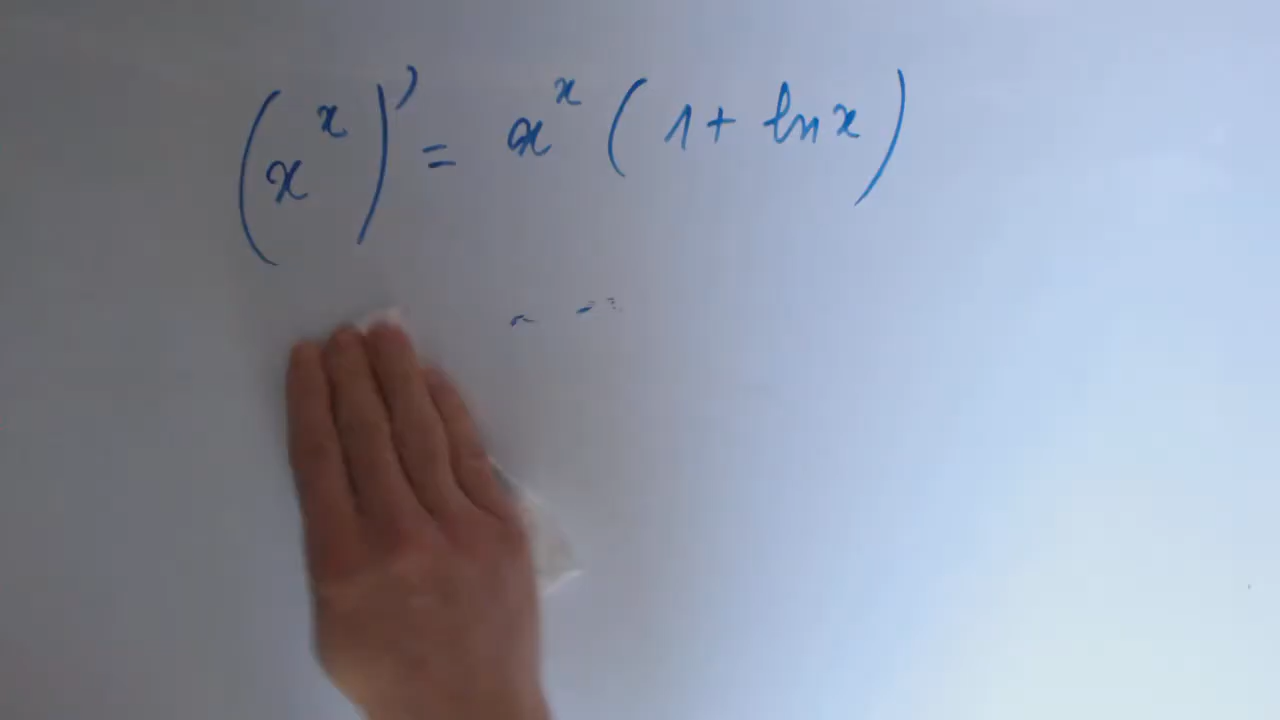 (x^x)' = x^x (1 + ln x)